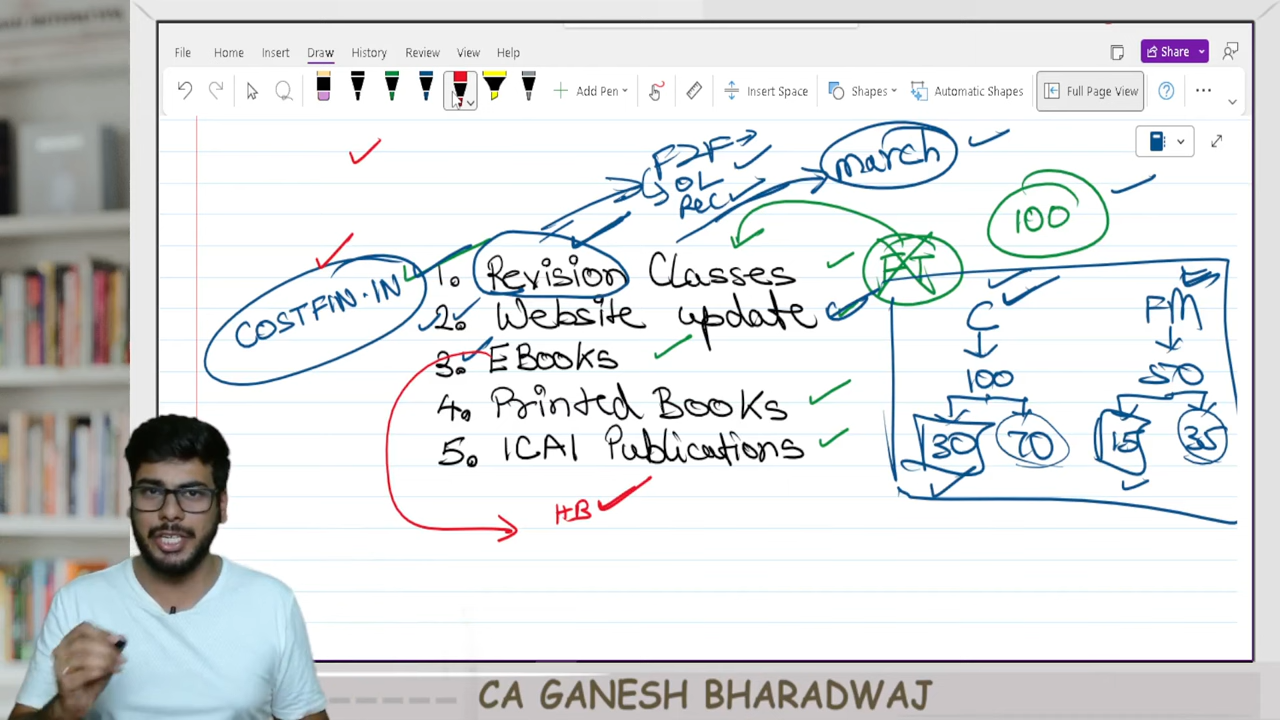 File Home Insert Draw History Review View Help Share
Add Pen Insert Space Shapes Automatic Shapes Full Page View
F2F
OL
REC
march
100
COSTFIN.IN
1. Revision Classes
2. Website update
3. EBooks
4. Printed Books
5. ICAI Publications
HB
FT
C FM
100 50
30 70 15 35
CA GANESH BHARADWAJ